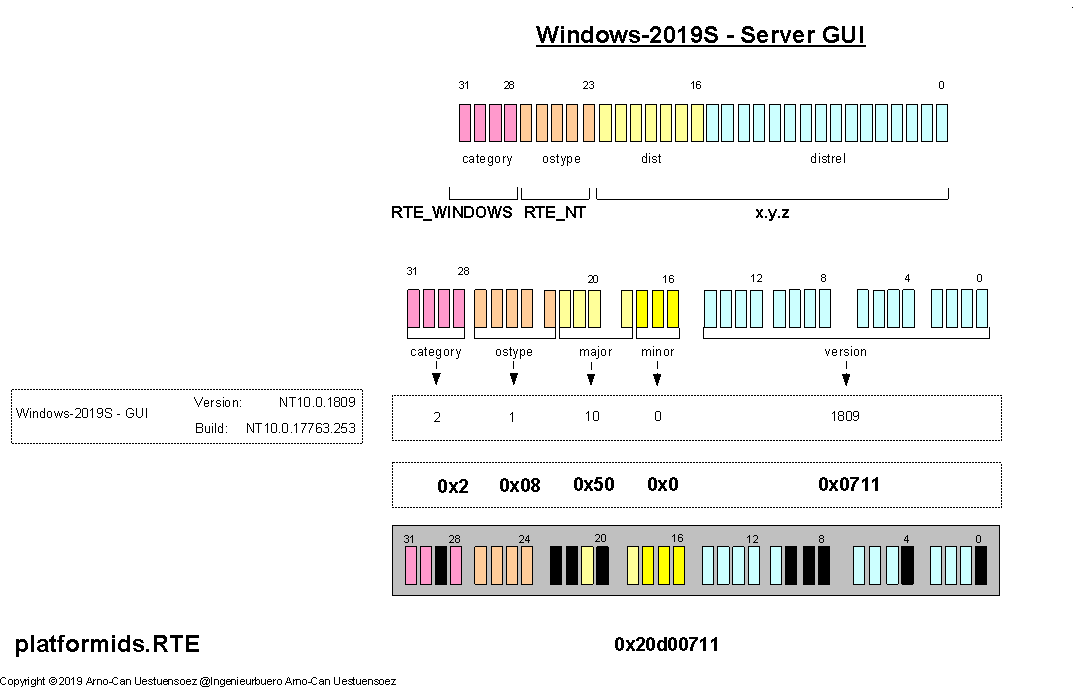 Windows-2019S - Server GUI
31 28 23 16 0
category ostype dist distrel
RTE_WINDOWS RTE_NT x.y.z
31 28 20 16 12 8 4 0
category ostype major minor version
Windows-2019S - GUI
Version: NT10.0.1809
Build: NT10.0.17763.253
2 1 10 0 1809
0x2 0x08 0x50 0x0 0x0711
31 28 24 20 16 12 8 4 0
platformids.RTE 0x20d00711
Copyright ©2019 Arno-Can Uestuensoez @Ingenieurbuero Arno-Can Uestuensoez